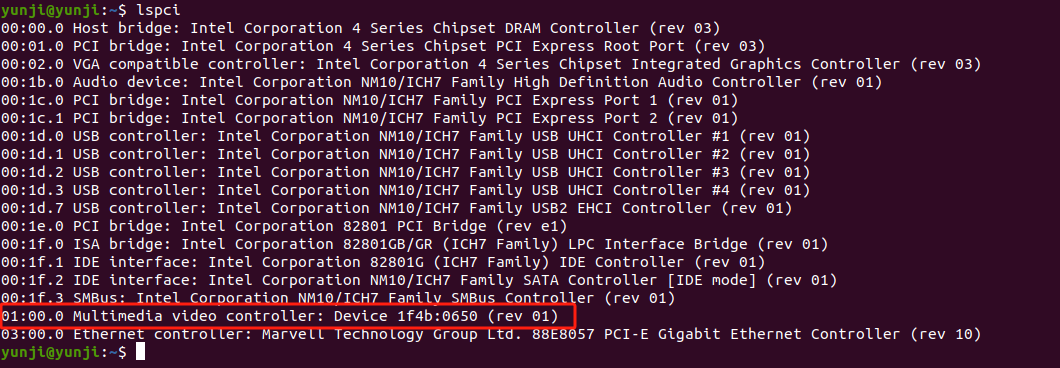 yunji@yunji:~$ lspci
00:00.0 Host bridge: Intel Corporation 4 Series Chipset DRAM Controller (rev 03)
00:01.0 PCI bridge: Intel Corporation 4 Series Chipset PCI Express Root Port (rev 03)
00:02.0 VGA compatible controller: Intel Corporation 4 Series Chipset Integrated Graphics Controller (rev 03)
00:1b.0 Audio device: Intel Corporation NM10/ICH7 Family High Definition Audio Controller (rev 01)
00:1c.0 PCI bridge: Intel Corporation NM10/ICH7 Family PCI Express Port 1 (rev 01)
00:1c.1 PCI bridge: Intel Corporation NM10/ICH7 Family PCI Express Port 2 (rev 01)
00:1d.0 USB controller: Intel Corporation NM10/ICH7 Family USB UHCI Controller #1 (rev 01)
00:1d.1 USB controller: Intel Corporation NM10/ICH7 Family USB UHCI Controller #2 (rev 01)
00:1d.2 USB controller: Intel Corporation NM10/ICH7 Family USB UHCI Controller #3 (rev 01)
00:1d.3 USB controller: Intel Corporation NM10/ICH7 Family USB UHCI Controller #4 (rev 01)
00:1d.7 USB controller: Intel Corporation NM10/ICH7 Family USB2 EHCI Controller (rev 01)
00:1e.0 PCI bridge: Intel Corporation 82801 PCI Bridge (rev e1)
00:1f.0 ISA bridge: Intel Corporation 82801GB/GR (ICH7 Family) LPC Interface Bridge (rev 01)
00:1f.1 IDE interface: Intel Corporation 82801G (ICH7 Family) IDE Controller (rev 01)
00:1f.2 IDE interface: Intel Corporation NM10/ICH7 Family SATA Controller [IDE mode] (rev 01)
00:1f.3 SMBus: Intel Corporation NM10/ICH7 Family SMBus Controller (rev 01)
01:00.0 Multimedia video controller: Device 1f4b:0650 (rev 01)
03:00.0 Ethernet controller: Marvell Technology Group Ltd. 88E8057 PCI-E Gigabit Ethernet Controller (rev 10)
yunji@yunji:~$